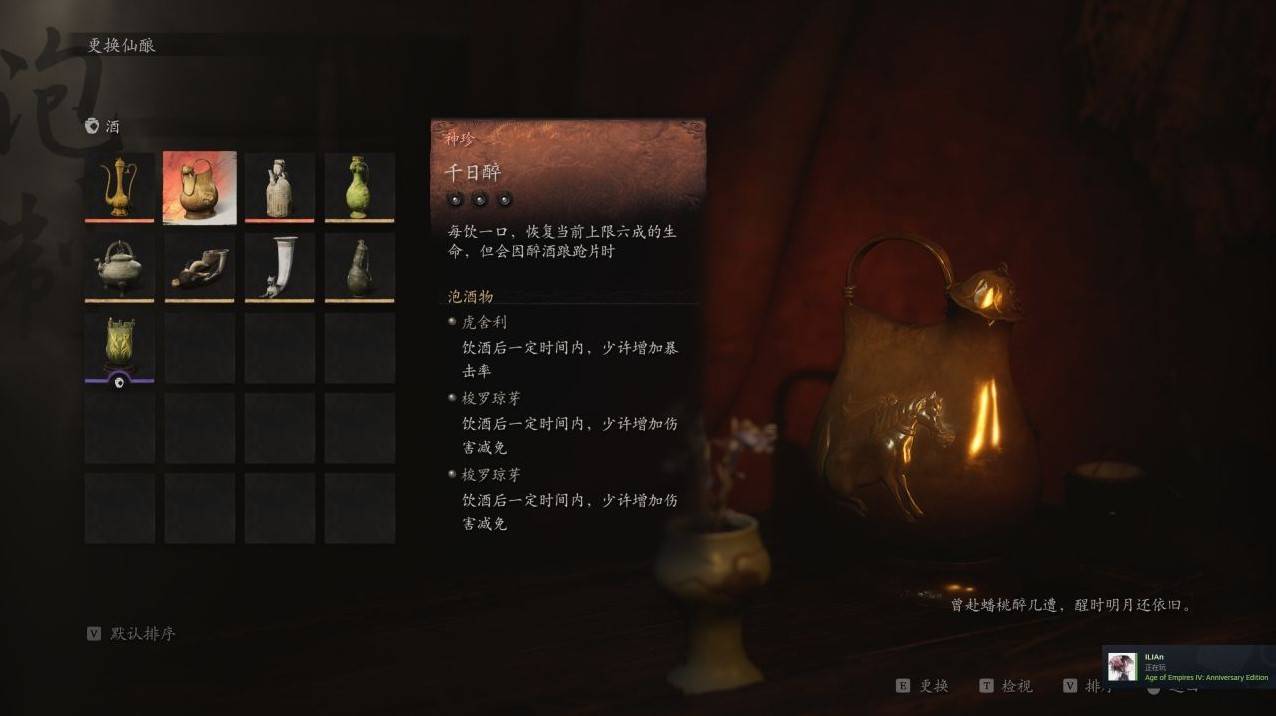 更换仙酿
酒
神珍
千日醉
每饮一口，恢复当前上限六成的生
命，但会因醉酒踉跄片时
泡酒物
虎舍利
饮酒后一定时间内，少许增加暴
击率
梭罗琼芽
饮酒后一定时间内，少许增加伤
害减免
梭罗琼芽
饮酒后一定时间内，少许增加伤
害减免
曾赴蟠桃醉几遭，醒时明月还依旧。
V 默认排序
E 更换 T 检视 V 排序
ILIAn
正在玩
Age of Empires IV: Anniversary Edition
泡